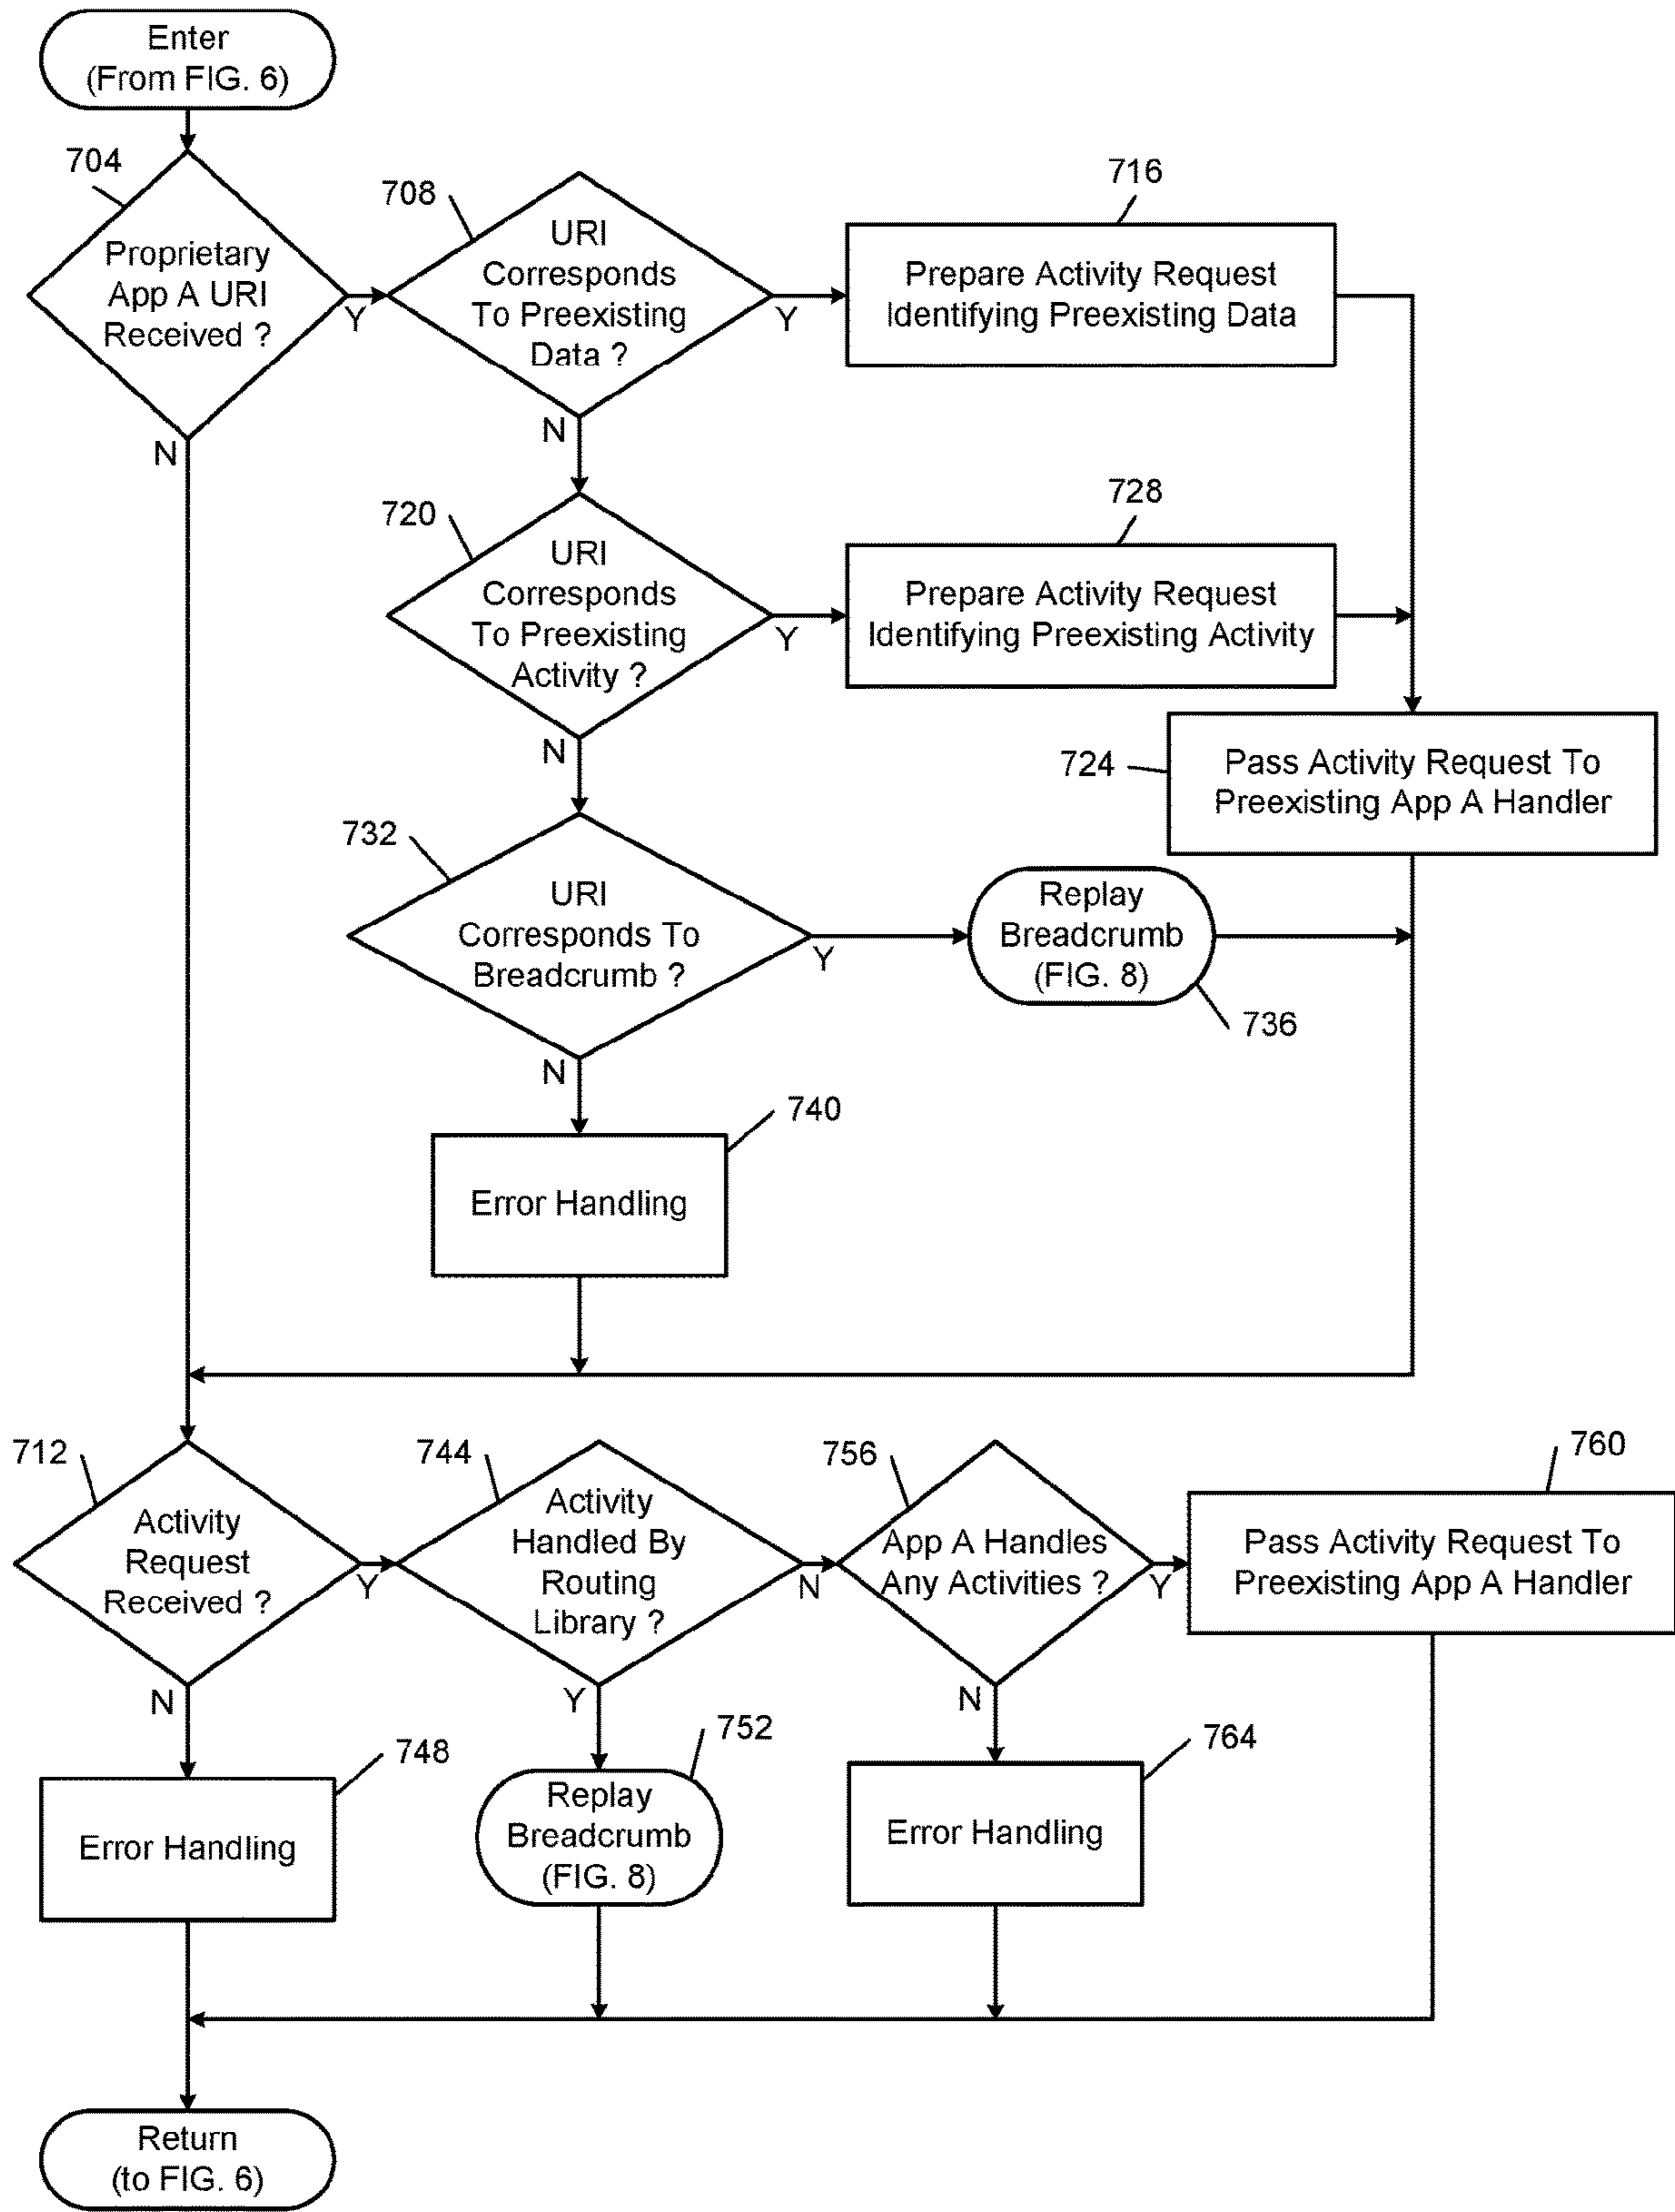 Enter
(From FIG. 6)
704
Proprietary
App A URI
Received ?
Y
N
708
URI
Corresponds
To Preexisting
Data ?
Y
N
716
Prepare Activity Request
Identifying Preexisting Data
720
URI
Corresponds
To Preexisting
Activity ?
Y
N
728
Prepare Activity Request
Identifying Preexisting Activity
724
Pass Activity Request To
Preexisting App A Handler
732
URI
Corresponds To
Breadcrumb ?
Y
N
Replay
Breadcrumb
(FIG. 8)
736
740
Error Handling
712
Activity
Request
Received ?
Y
N
744
Activity
Handled By
Routing
Library ?
N
Y
756
App A Handles
Any Activities ?
Y
N
760
Pass Activity Request To
Preexisting App A Handler
748
Error Handling
752
Replay
Breadcrumb
(FIG. 8)
764
Error Handling
Return
(to FIG. 6)